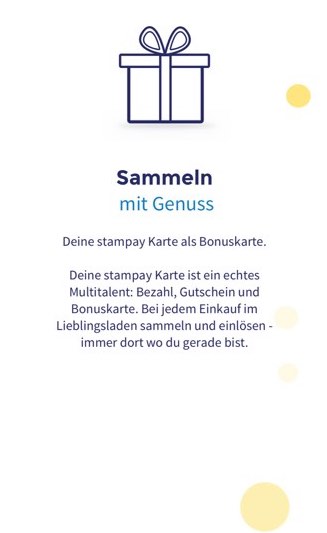 Sammeln
mit Genuss
Deine stampay Karte als Bonuskarte.
Deine stampay Karte ist ein echtes
Multitalent: Bezahl, Gutschein und
Bonuskarte. Bei jedem Einkauf im
Lieblingsladen sammeln und einlösen -
immer dort wo du gerade bist.